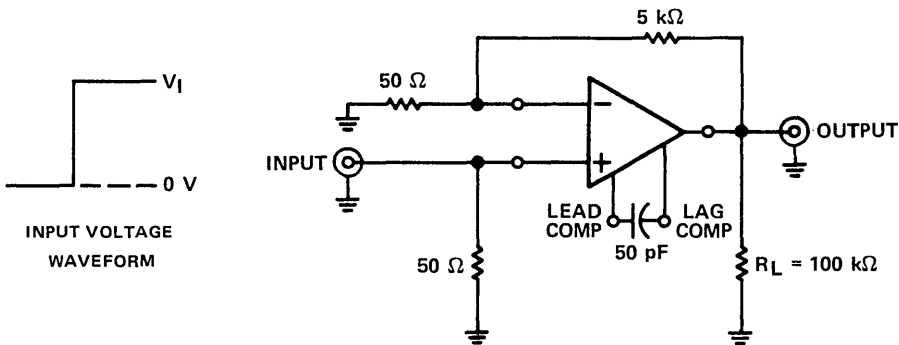 5 kΩ
50 Ω
V_I
−
INPUT
+
OUTPUT
0 V
INPUT VOLTAGE
WAVEFORM
LEAD
COMP
LAG
COMP
50 pF
50 Ω
R_L = 100 kΩ